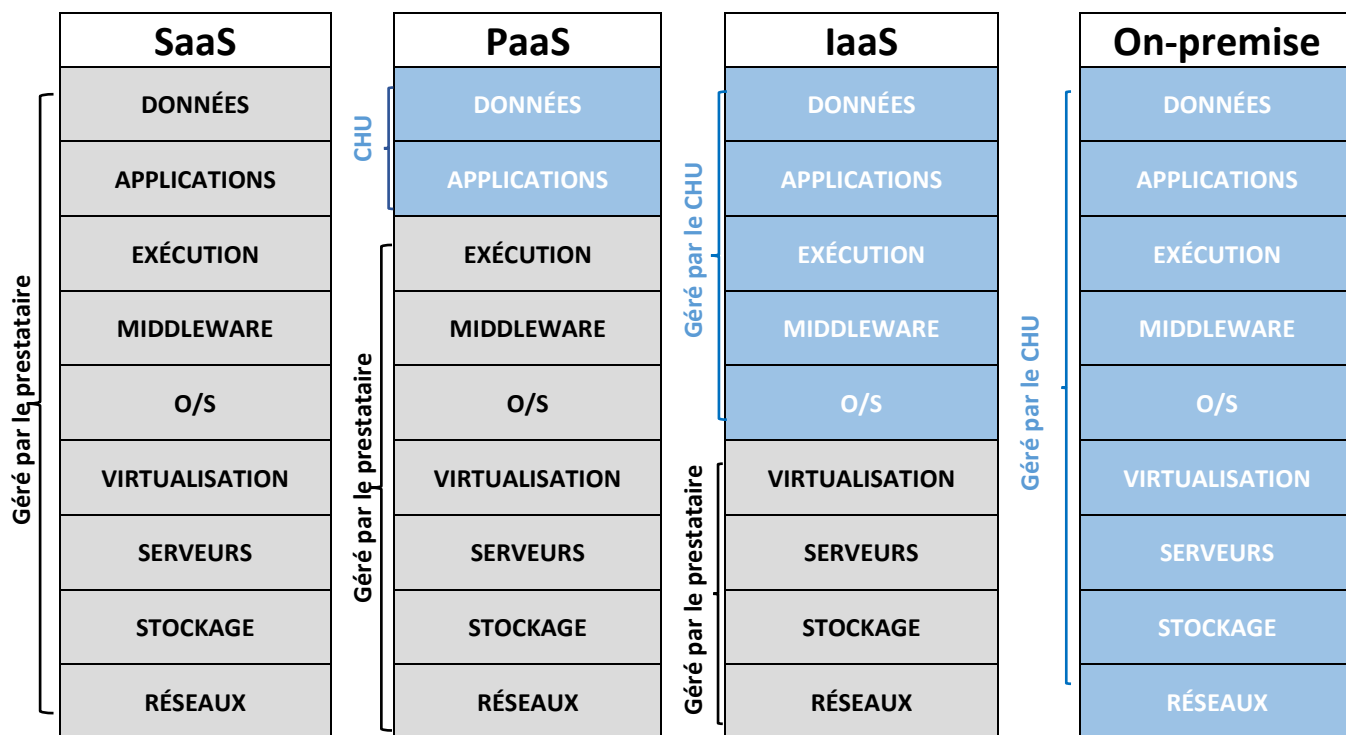 SaaS
Géré par le prestataire
DONNÉES
APPLICATIONS
EXÉCUTION
MIDDLEWARE
O/S
VIRTUALISATION
SERVEURS
STOCKAGE
RÉSEAUX
PaaS
CHU
Géré par le prestataire
DONNÉES
APPLICATIONS
EXÉCUTION
MIDDLEWARE
O/S
VIRTUALISATION
SERVEURS
STOCKAGE
RÉSEAUX
IaaS
Géré par le CHU
Géré par le prestataire
DONNÉES
APPLICATIONS
EXÉCUTION
MIDDLEWARE
O/S
VIRTUALISATION
SERVEURS
STOCKAGE
RÉSEAUX
On-premise
Géré par le CHU
DONNÉES
APPLICATIONS
EXÉCUTION
MIDDLEWARE
O/S
VIRTUALISATION
SERVEURS
STOCKAGE
RÉSEAUX